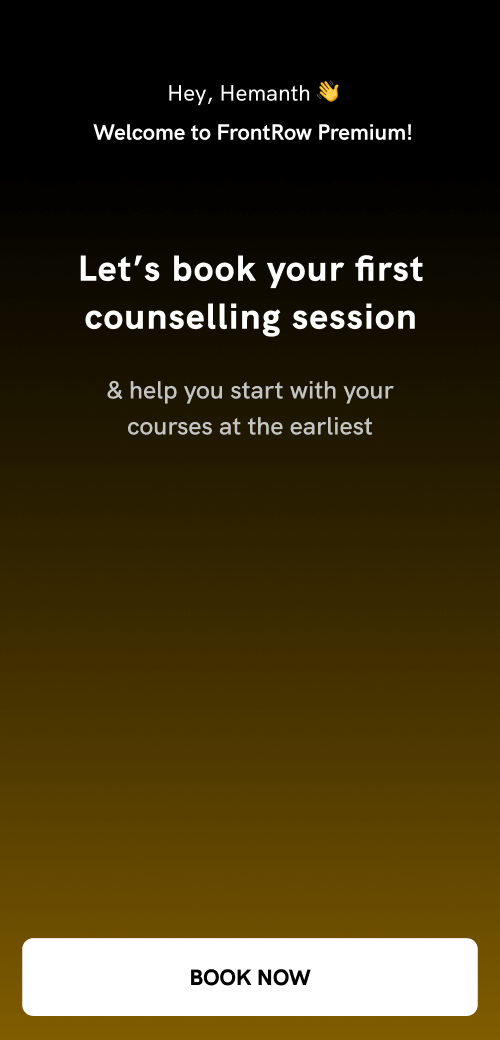 Hey, Hemanth 👋
Welcome to FrontRow Premium!
Let’s book your first
counselling session
& help you start with your
courses at the earliest
BOOK NOW